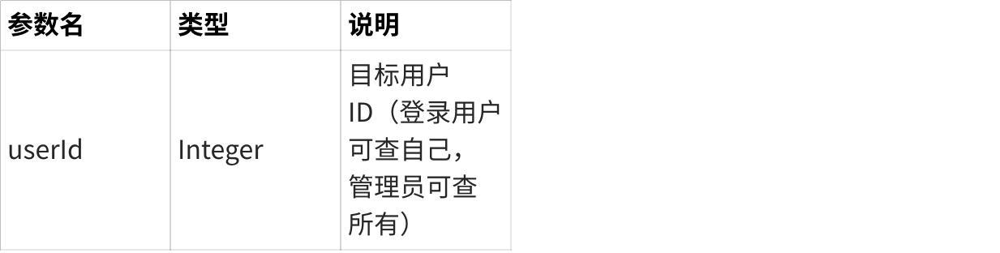 参数名 类型 说明
目标用户
ID（登录用户
userId Integer 可查自己，
管理员可查
所有）